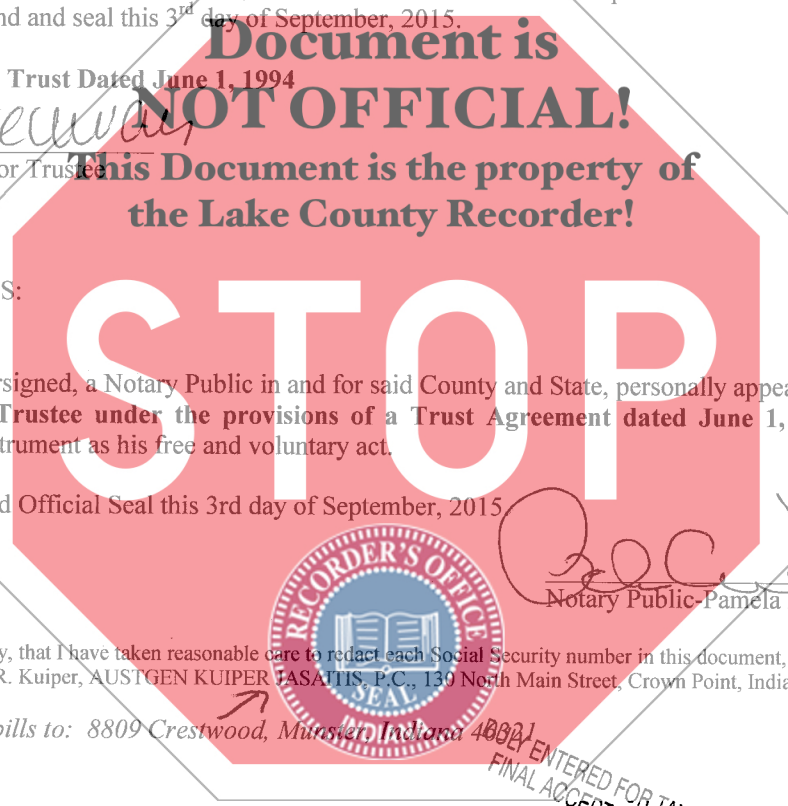 nd and seal this 3rd day of September, 2015.
Document is
Trust Dated June 1, 1994
NOT OFFICIAL!
or Trustee
This Document is the property of
the Lake County Recorder!
S:
STOP
rsigned, a Notary Public in and for said County and State, personally appea
Trustee under the provisions of a Trust Agreement dated June 1,
trument as his free and voluntary act.
d Official Seal this 3rd day of September, 2015.
RECORDER'S OFFICE
SEAL
Notary Public-Pamela
y, that I have taken reasonable care to redact each Social Security number in this document,
R. Kuiper, AUSTGEN KUIPER JASAITIS, P.C., 130 North Main Street, Crown Point, India
bills to: 8809 Crestwood, Munster, Indiana
ENTERED FOR
FINAL